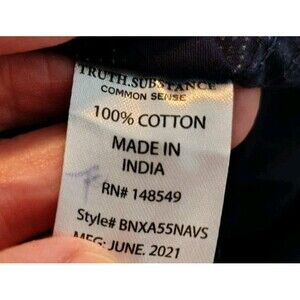 TRUTH.SUBSTANCE
COMMON SENSE
100% COTTON
MADE IN
INDIA
RN# 148549
Style# BNXA55NAVS
MFG: JUNE. 2021